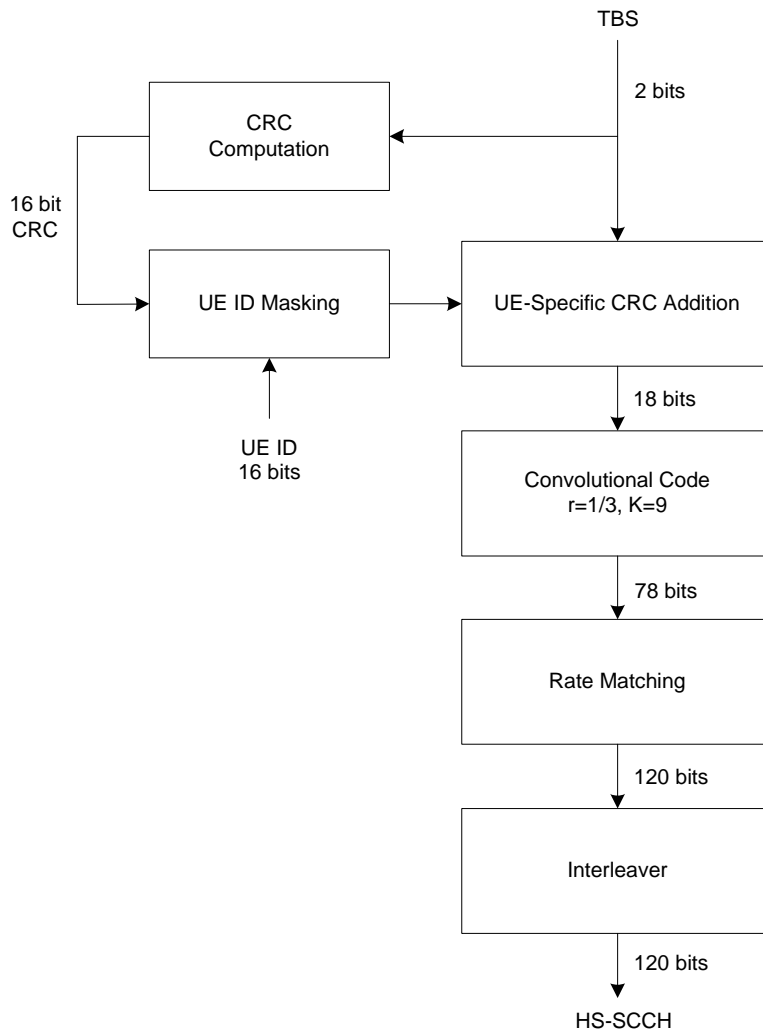 TBS
2 bits
CRC
Computation
16 bit
CRC
UE ID Masking
UE-Specific CRC Addition
UE ID
16 bits
18 bits
Convolutional Code
r=1/3, K=9
78 bits
Rate Matching
120 bits
Interleaver
120 bits
HS-SCCH